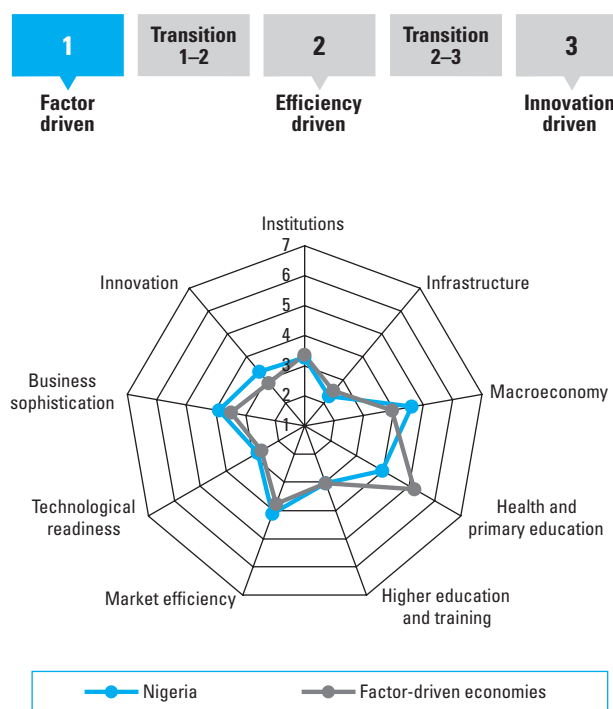 1
Transition
1–2
2
Transition
2–3
3
Factor
driven
Efficiency
driven
Innovation
driven
Institutions
7
6
5
4
3
2
1
Infrastructure
Macroeconomy
Health and
primary education
Higher education
and training
Market efficiency
Technological
readiness
Business
sophistication
Innovation
Nigeria
Factor-driven economies